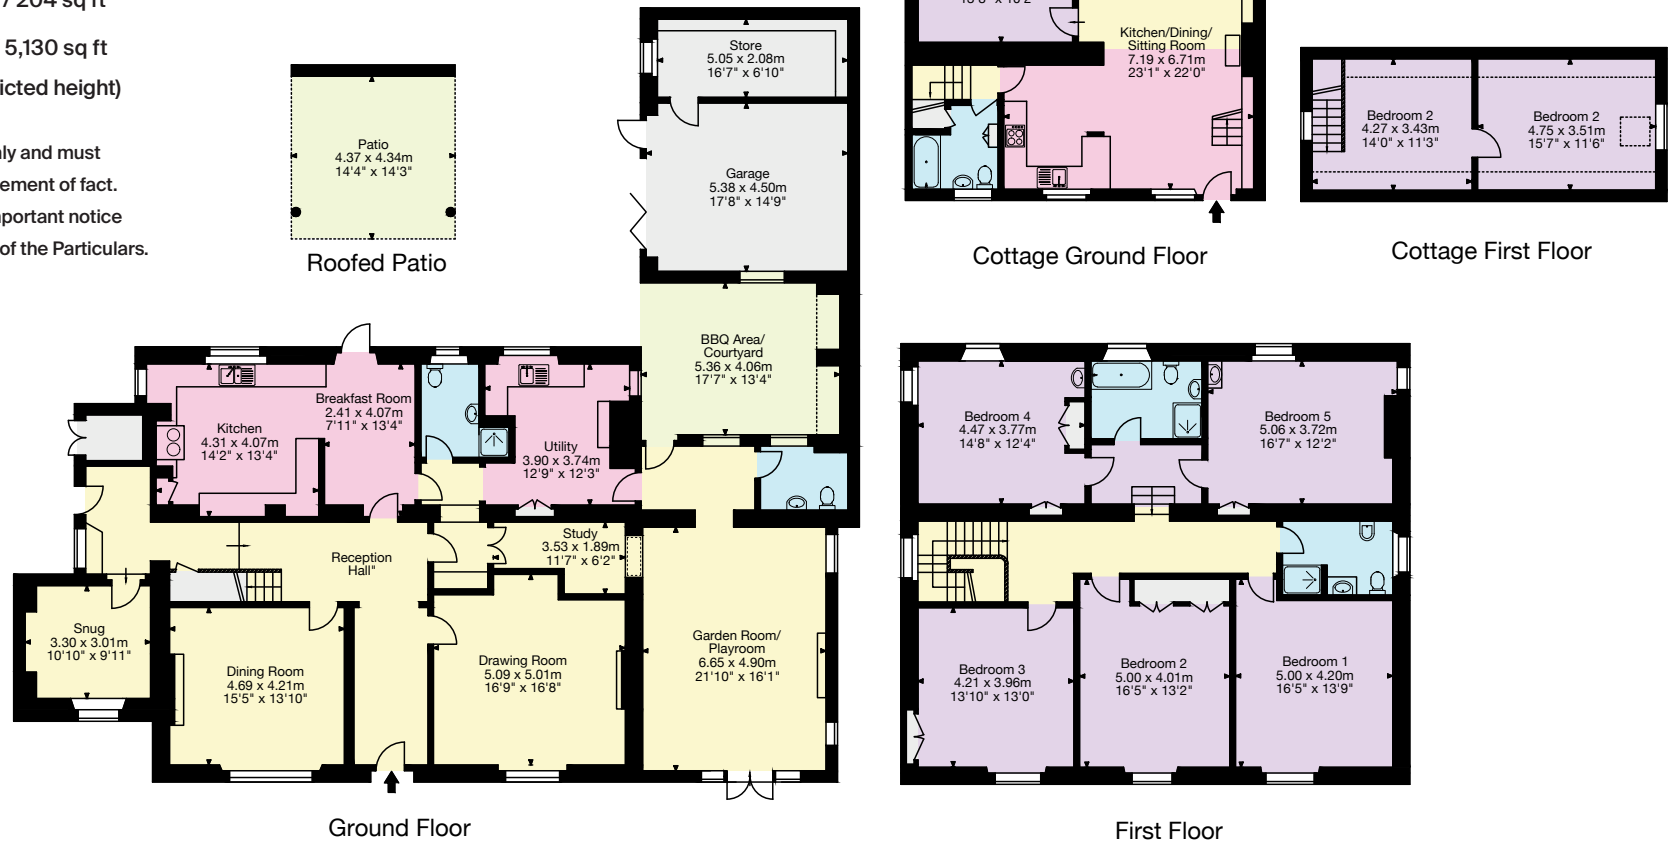 7 204 sq ft
5,130 sq ft
icted height)
ly and must
ement of fact.
portant notice
of the Particulars.
Patio
4.37 x 4.34m
14'4" x 14'3"
Roofed Patio
Store
5.05 x 2.08m
16'7" x 6'10"
Garage
5.38 x 4.50m
17'8" x 14'9"
BBQ Area/
Courtyard
5.36 x 4.06m
17'7" x 13'4"
Breakfast Room
2.41 x 4.07m
7'11" x 13'4"
Kitchen
4.31 x 4.07m
14'2" x 13'4"
Utility
3.90 x 3.74m
12'9" x 12'3"
Study
3.53 x 1.89m
11'7" x 6'2"
Reception
Hall"
Snug
3.30 x 3.01m
10'10" x 9'11"
Dining Room
4.69 x 4.21m
15'5" x 13'10"
Drawing Room
5.09 x 5.01m
16'9" x 16'8"
Garden Room/
Playroom
6.65 x 4.90m
21'10" x 16'1"
Ground Floor
Kitchen/Dining/
Sitting Room
7.19 x 6.71m
23'1" x 22'0"
Cottage Ground Floor
Bedroom 2
4.27 x 3.43m
14'0" x 11'3"
Bedroom 2
4.75 x 3.51m
15'7" x 11'6"
Cottage First Floor
Bedroom 4
4.47 x 3.77m
14'8" x 12'4"
Bedroom 5
5.06 x 3.72m
16'7" x 12'2"
Bedroom 3
4.21 x 3.96m
13'10" x 13'0"
Bedroom 2
5.00 x 4.01m
16'5" x 13'2"
Bedroom 1
5.00 x 4.20m
16'5" x 13'9"
First Floor